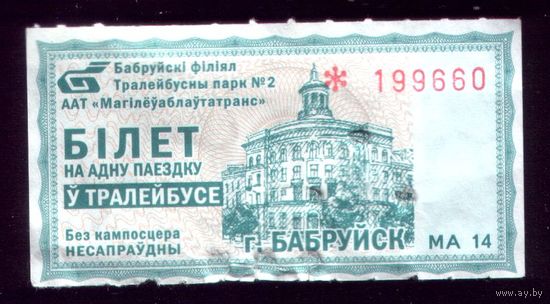 Бабруйскі філіял
Тралейбусны парк №2
ААТ «Магілёўаблаўтатранс»
* 199660
БІЛЕТ
НА АДНУ ПАЕЗДКУ
Ў ТРАЛЕЙБУСЕ
Без кампосцера
НЕСАПРАЎДНЫ
г. БАБРУЙСК
МА 14
www.ay.by